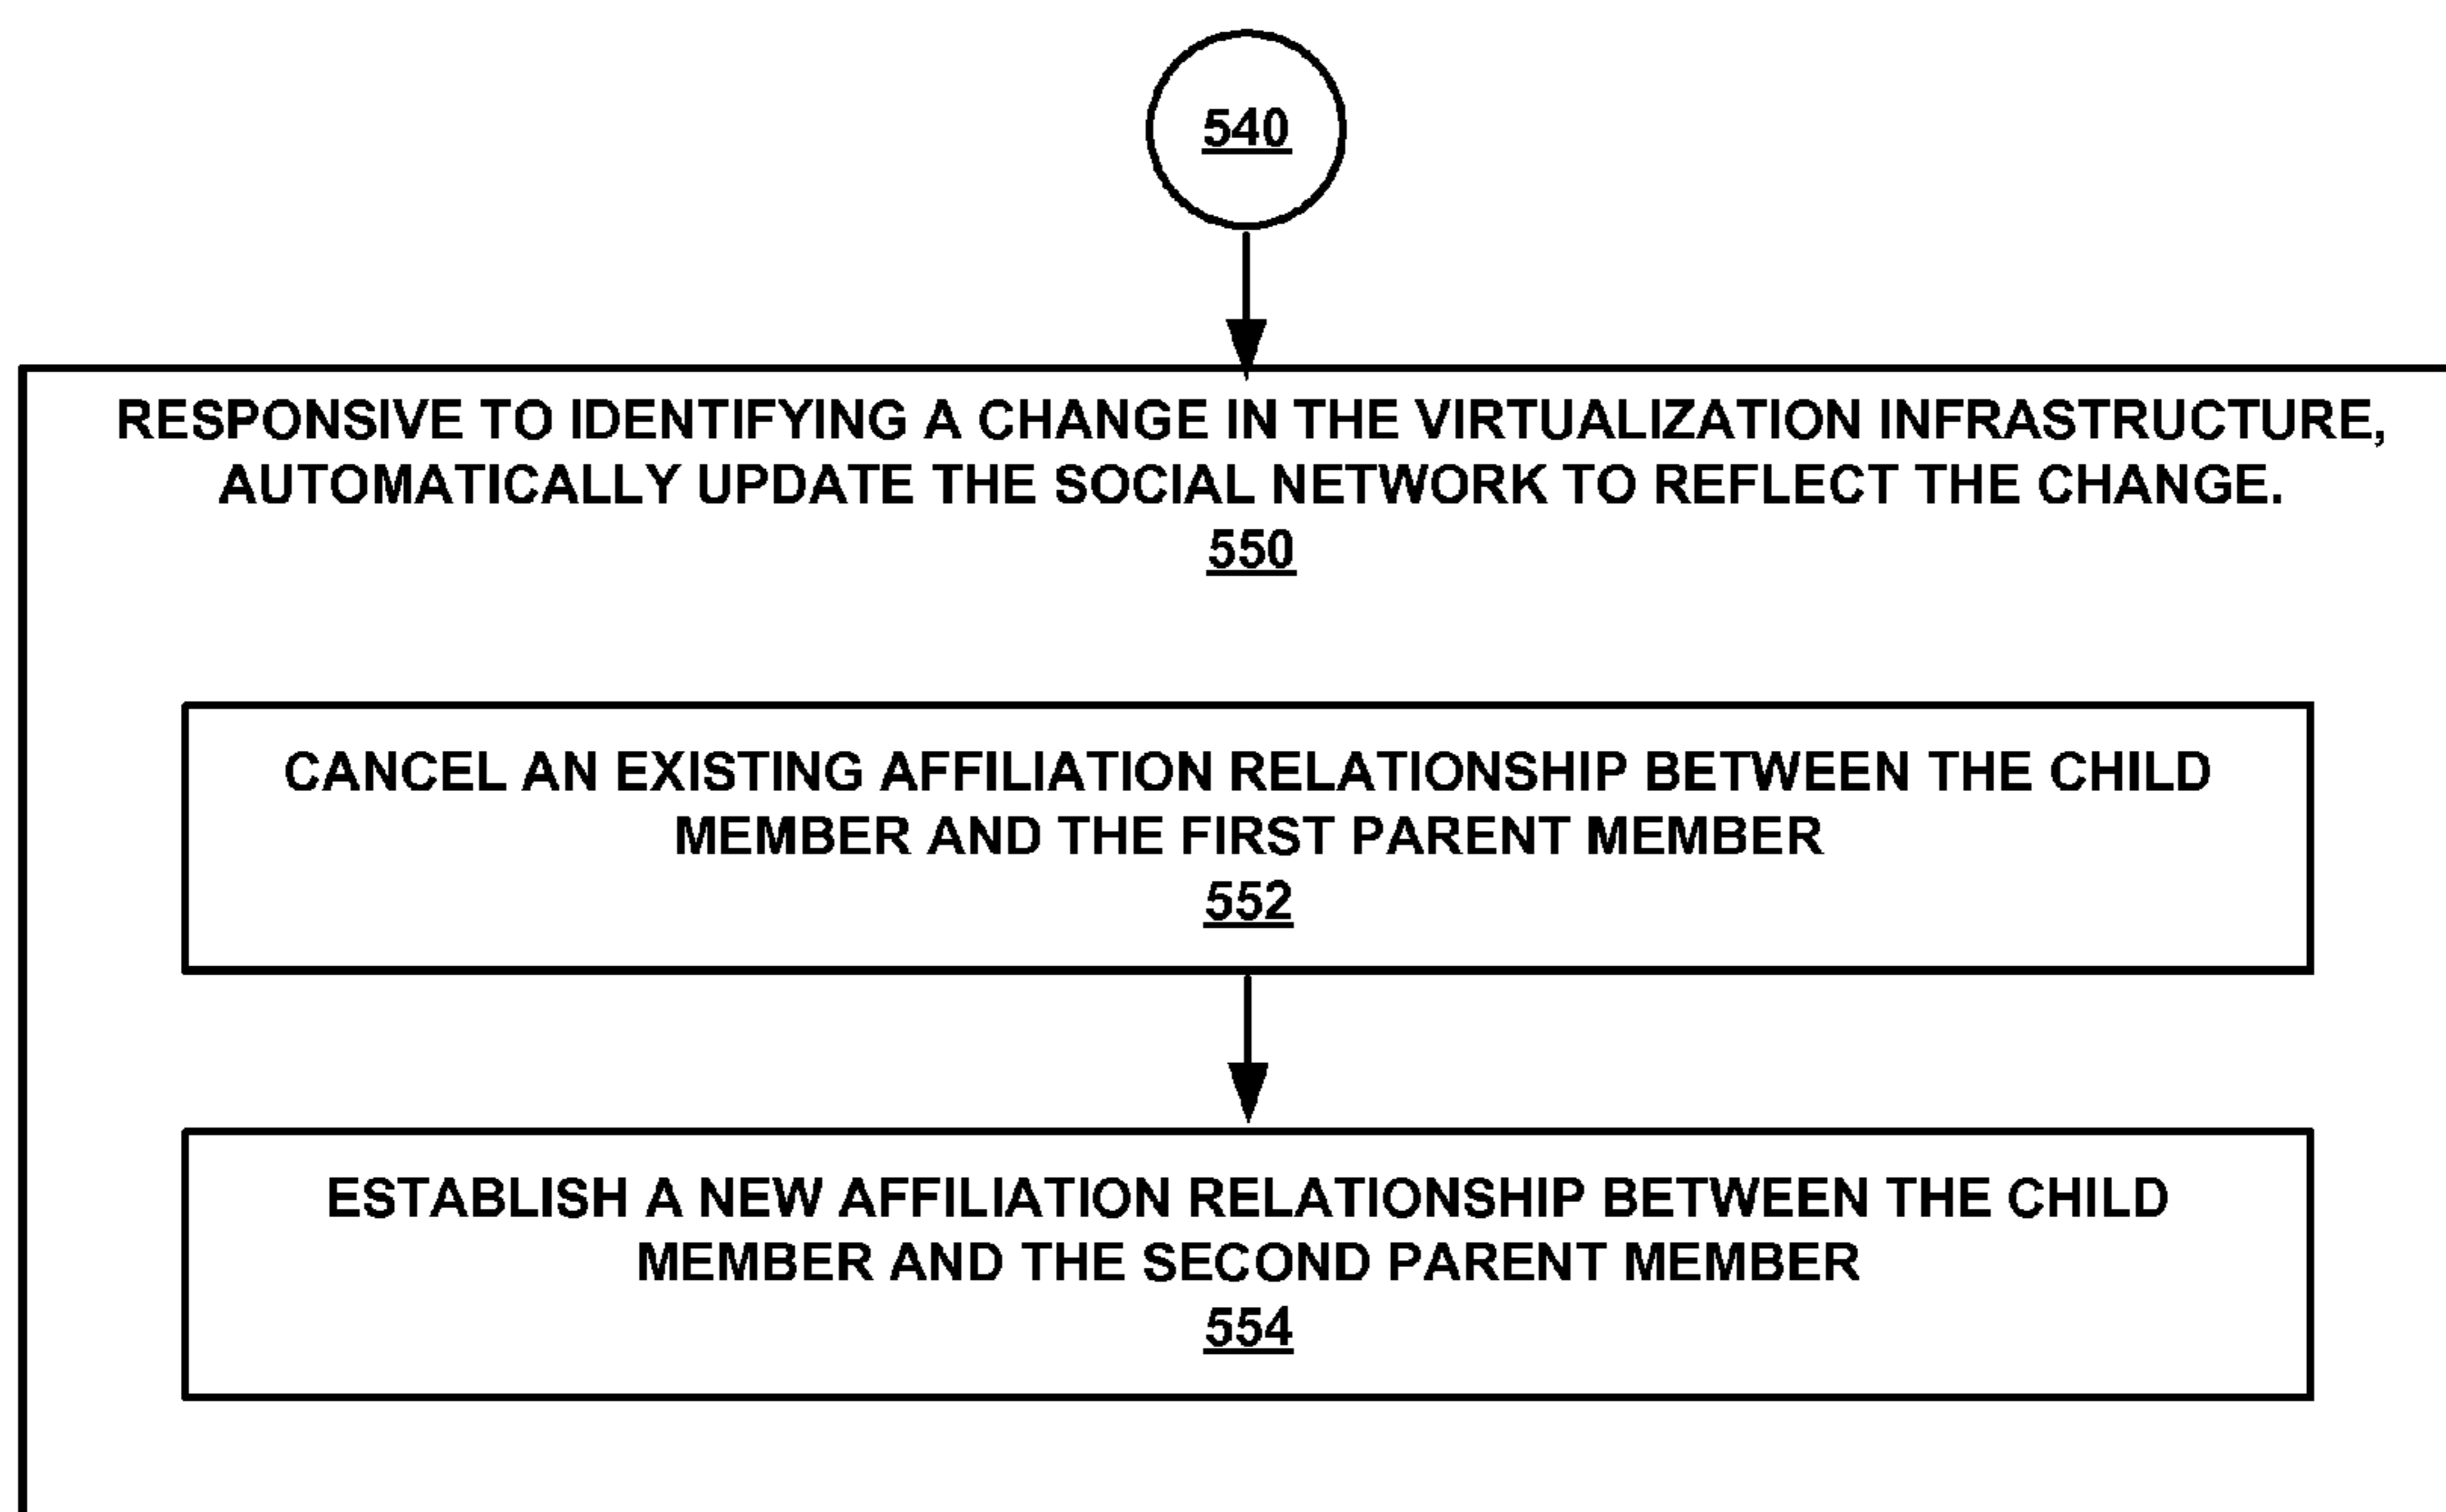 540
RESPONSIVE TO IDENTIFYING A CHANGE IN THE VIRTUALIZATION INFRASTRUCTURE,
AUTOMATICALLY UPDATE THE SOCIAL NETWORK TO REFLECT THE CHANGE.
550
CANCEL AN EXISTING AFFILIATION RELATIONSHIP BETWEEN THE CHILD
MEMBER AND THE FIRST PARENT MEMBER
552
ESTABLISH A NEW AFFILIATION RELATIONSHIP BETWEEN THE CHILD
MEMBER AND THE SECOND PARENT MEMBER
554